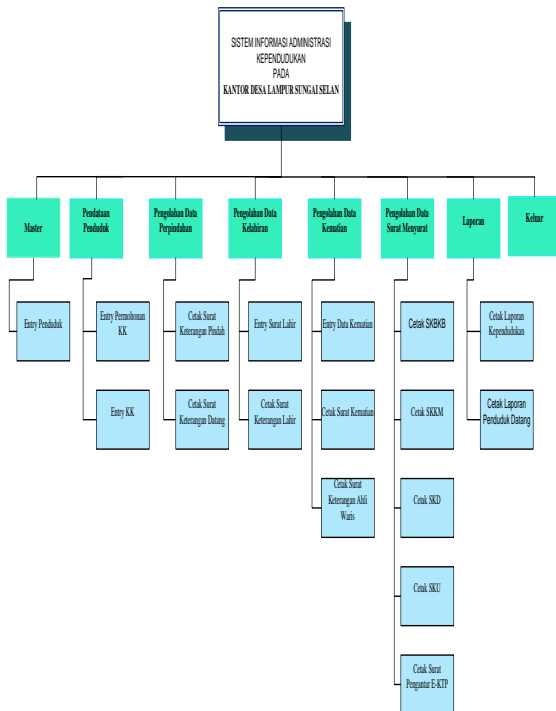 SISTEM INFORMASI ADMINISTRASI
KEPENDUDUKAN
PADA
KANTOR DESA LAMPUR SUNGAI SELAN
Master
Pendataan
Penduduk
Pengolahan Data
Perpindahan
Pengolahan Data
Kelahiran
Pengolahan Data
Kematian
Pengolahan Data
Surat Menyurat
Laporan
Keluar
Entry Penduduk
Entry Permohonan
KK
Cetak Surat
Keterangan Pindah
Entry Surat Lahir
Entry Data Kematian
Cetak SKBKB
Cetak Laporan
Kependudukan
Entry KK
Cetak Surat
Keterangan Datang
Cetak Surat
Keterangan Lahir
Cetak Surat Kematian
Cetak SKKM
Cetak Laporan
Penduduk Datang
Cetak Surat
Keterangan Ahli
Waris
Cetak SKD
Cetak SKU
Cetak Surat
Pengantar E-KTP